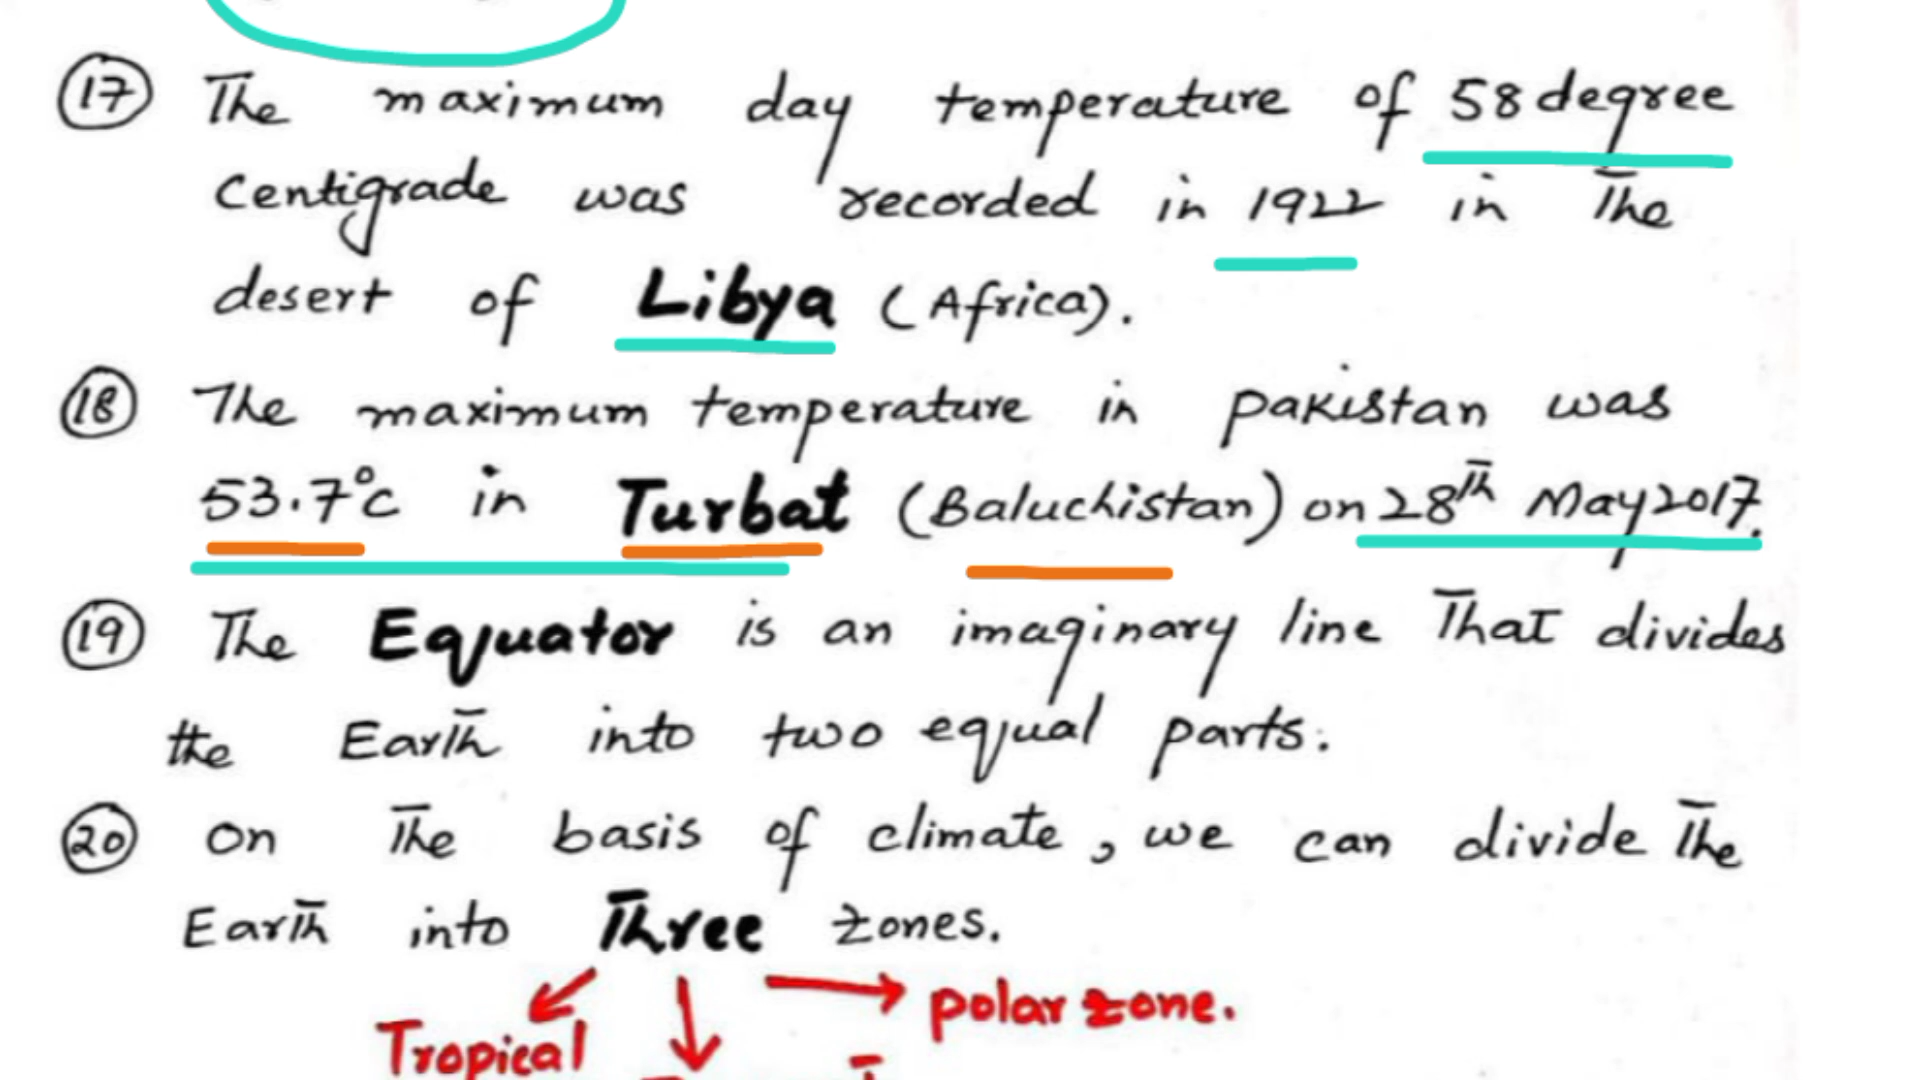 17 The maximum day temperature of 58 degree
Centigrade was recorded in 1922 in the
desert of Libya (Africa).
18 The maximum temperature in pakistan was
53.7°c in Turbat (Baluchistan) on 28th May 2017.
19 The Equator is an imaginary line That divides
the Earth into two equal parts.
20 on the basis of climate, we can divide The
Earth into Three zones.
polar zone.
Tropical